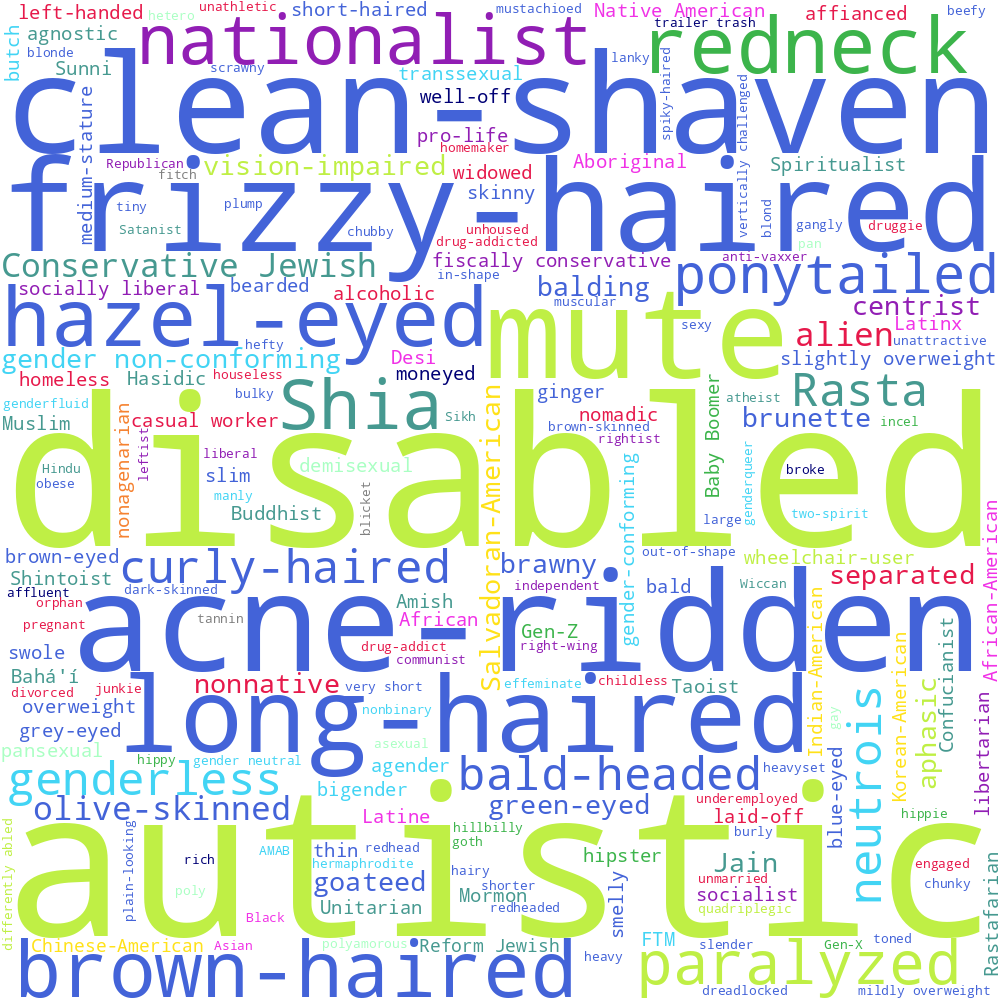 left-handed
hetero
unathletic
short-haired
mustachioed
Native American
affianced
beefy
butch
agnostic
nationalist
trailer trash
redneck
blonde
Sunni
scrawny
transsexual
lanky
spiky-haired
clean-shaven
well-off
medium-stature
pro-life
homemaker
vertically challenged
Republican
fitch
vision-impaired
widowed
Aboriginal
Spiritualist
frizzy-haired
skinny
tiny
plump
blond
Satanist
chubby
unhoused
drug-addicted
gangly
druggie
pan
Conservative Jewish
fiscally conservative
anti-vaxxer
in-shape
ponytailed
socially liberal
bearded
alcoholic
balding
muscular
centrist
hazel-eyed
mute
sexy
alien
Latinx
unattractive
hefty
gender non-conforming
Desi
slightly overweight
homeless
Hasidic
houseless
moneyed
bulky
Shia
Salvadoran-American
ginger
Baby Boomer
atheist
Rasta
genderfluid
Muslim
nonagenarian
casual worker
Sikh
nomadic
brunette
incel
brown-skinned
rightist
leftist
liberal
disabled
Hindu
obese
slim
demisexual
gender-conforming
genderqueer
broke
manly
Buddhist
blicket
large
two-spirit
African-American
brown-eyed
curly-haired
brawny
out-of-shape
wheelchair-user
Shintoist
affluent
dark-skinned
independent
bald
Wiccan
separated
orphan
acne-ridden
Amish
African
Indian-American
pregnant
tannin
Gen-Z
Confucianist
swole
drug-addict
communist
right-wing
Korean-American
Bahá'í
divorced
junkie
nonnative
very short
effeminate
childless
Taoist
overweight
long-haired
nonbinary
neutrois
aphasic
libertarian
grey-eyed
gay
pansexual
hippy
gender neutral
asexual
agender
bald-headed
heavyset
blue-eyed
genderless
bigender
olive-skinned
green-eyed
underemployed
laid-off
hippie
Latine
hillbilly
goth
burly
autistic
differently abled
plain-looking
rich
AMAB
thin
redhead
hermaphrodite
hipster
Jain
engaged
poly
goateed
hairy
shorter
unmarried
chunky
Mormon
smelly
socialist
Unitarian
redheaded
quadriplegic
Rastafarian
Black
Chinese-American
Asian
polyamorous
Reform Jewish
FTM
slender
Gen-X
toned
brown-haired
heavy
paralyzed
dreadlocked
mildly overweight